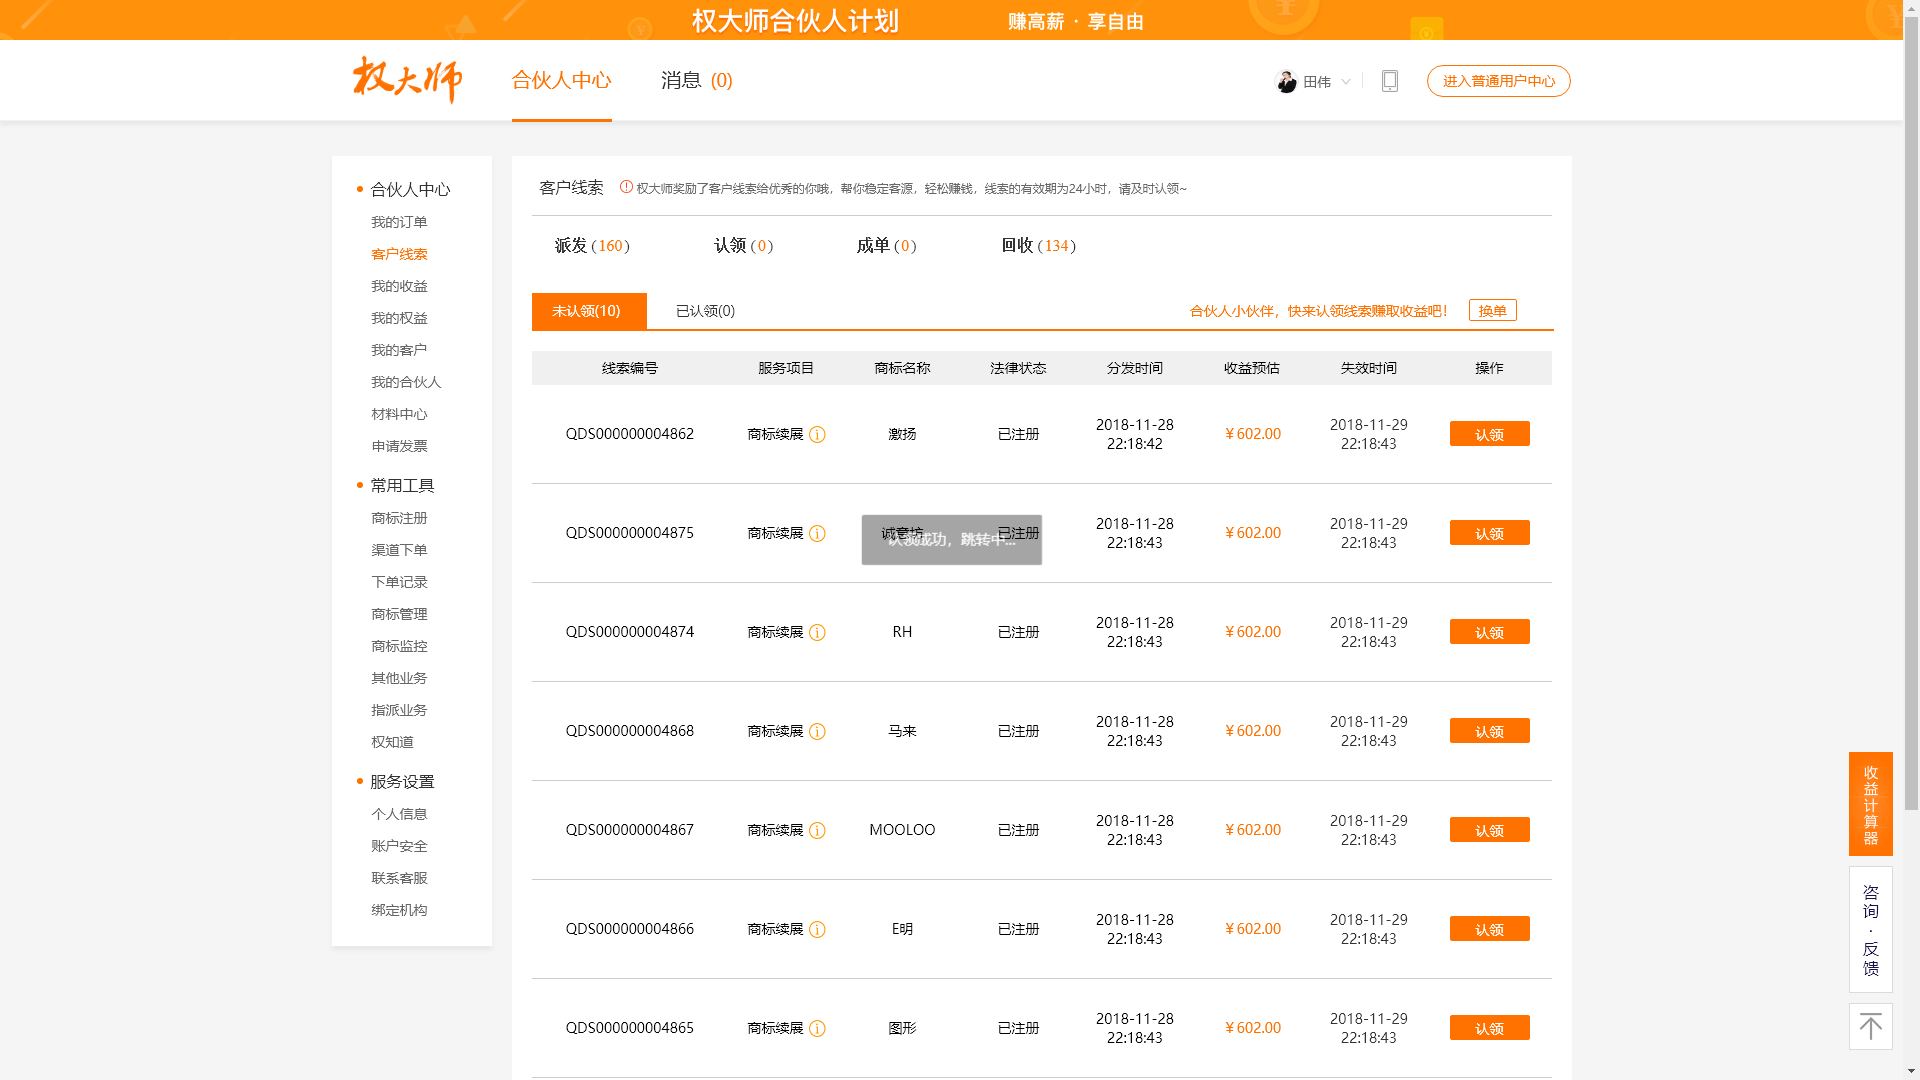 权大师合伙人计划 赚高薪 · 享自由
权大师 合伙人中心 消息 (0) 田伟 进入普通用户中心
合伙人中心
我的订单
客户线索
我的收益
我的权益
我的客户
我的合伙人
材料中心
申请发票
常用工具
商标注册
渠道下单
下单记录
商标管理
商标监控
其他业务
指派业务
权知道
服务设置
个人信息
账户安全
联系客服
绑定机构
客户线索 权大师奖励了客户线索给优秀的你哦，帮你稳定客源，轻松赚钱，线索的有效期为24小时，请及时认领~
派发 (160) 认领 (0) 成单 (0) 回收 (134)
未认领(10) 已认领(0) 合伙人小伙伴，快来认领线索赚取收益吧！ 换单
线索编号 服务项目 商标名称 法律状态 分发时间 收益预估 失效时间 操作
QDS000000004862 商标续展 激扬 已注册 2018-11-28 22:18:42 ￥602.00 2018-11-29 22:18:43 认领
QDS000000004875 商标续展 诚意坊 已注册 2018-11-28 22:18:43 ￥602.00 2018-11-29 22:18:43 认领
认领成功，跳转中...
QDS000000004874 商标续展 RH 已注册 2018-11-28 22:18:43 ￥602.00 2018-11-29 22:18:43 认领
QDS000000004868 商标续展 马来 已注册 2018-11-28 22:18:43 ￥602.00 2018-11-29 22:18:43 认领
QDS000000004867 商标续展 MOOLOO 已注册 2018-11-28 22:18:43 ￥602.00 2018-11-29 22:18:43 认领
QDS000000004866 商标续展 E明 已注册 2018-11-28 22:18:43 ￥602.00 2018-11-29 22:18:43 认领
QDS000000004865 商标续展 图形 已注册 2018-11-28 22:18:43 ￥602.00 2018-11-29 22:18:43 认领
收益计算器
咨询·反馈